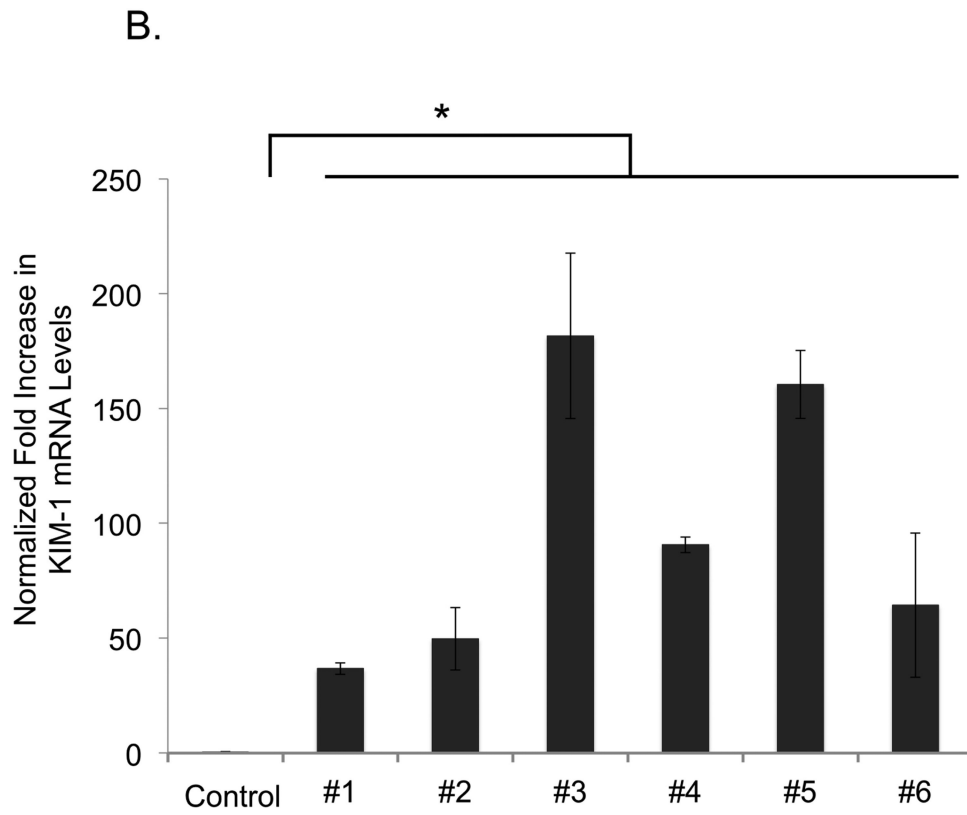 B.
*
250
200
150
100
50
0
Normalized Fold Increase in
KIM-1 mRNA Levels
Control #1 #2 #3 #4 #5 #6